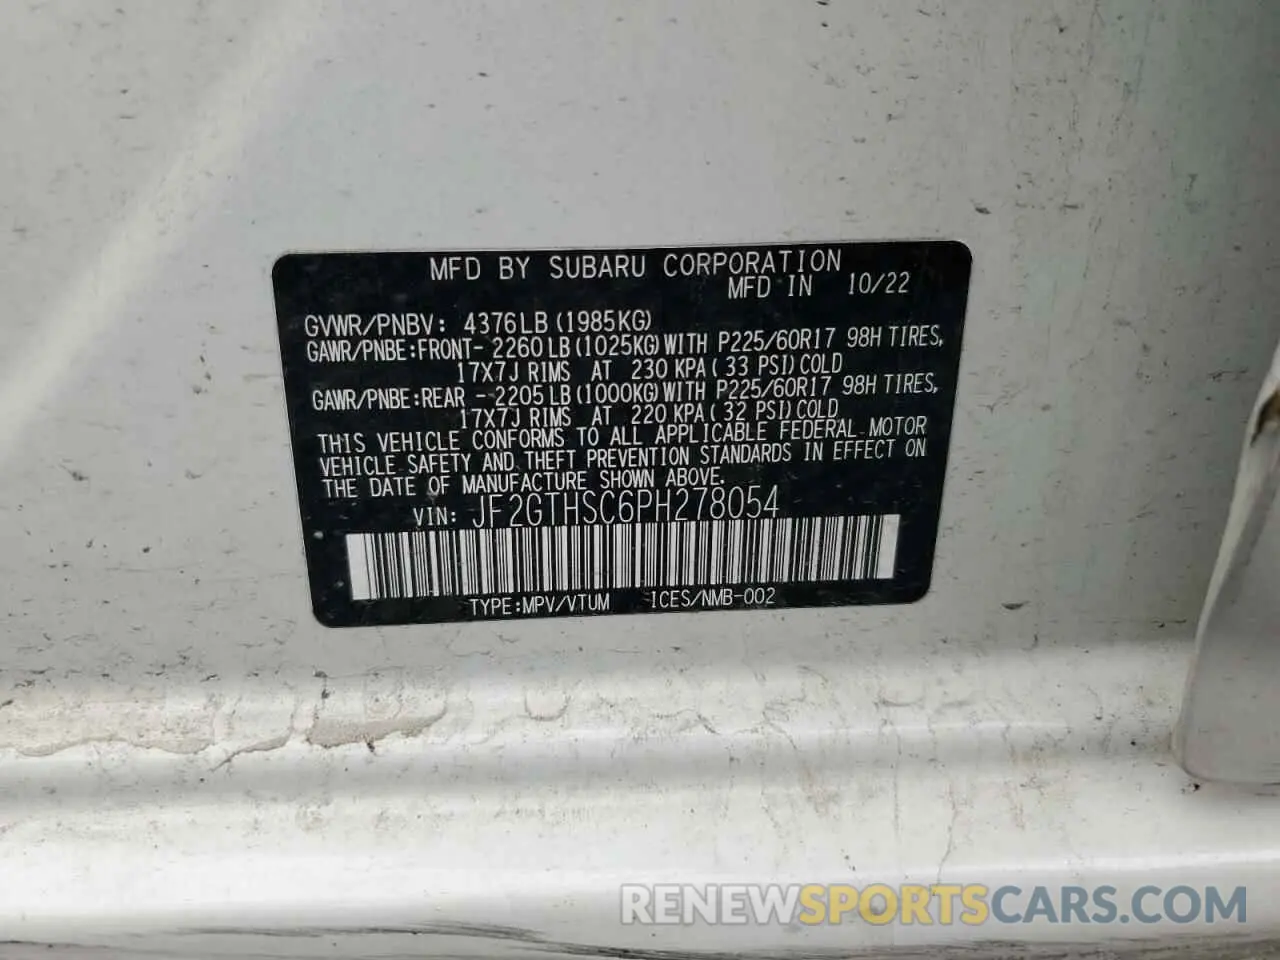 MFD BY SUBARU CORPORATION
MFD IN 10/22
GVWR/PNBV: 4376LB (1985KG)
GAWR/PNBE:FRONT- 2260LB(1025KG)WITH P225/60R17 98H TIRES,
17X7J RIMS AT 230 KPA( 33 PSI)COLD
GAWR/PNBE:REAR - 2205LB(1000KG)WITH P225/60R17 98H TIRES,
17X7J RIMS AT 220 KPA( 32 PSI)COLD
THIS VEHICLE CONFORMS TO ALL APPLICABLE FEDERAL MOTOR
VEHICLE SAFETY AND THEFT PREVENTION STANDARDS IN EFFECT ON
THE DATE OF MANUFACTURE SHOWN ABOVE.
VIN: JF2GTHSC6PH278054
TYPE:MPV/VTUM ICES/NMB-002
RENEWSPORTSCARS.COM